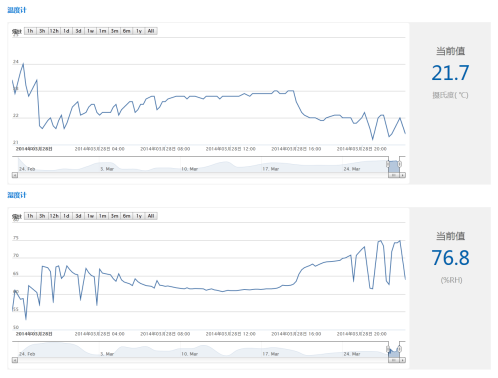 温度计
1h 3h 12h 1d 3d 1w 1m 3m 6m 1y All
24
23
22
21
2014年03月28日 2014年03月28日 04:00 2014年03月28日 08:00 2014年03月28日 12:00 2014年03月28日 16:00 2014年03月28日 20:00
24. Feb 3. Mar 10. Mar 17. Mar 24. Mar
当前值
21.7
摄氏度( ℃)
温度计
1h 3h 12h 1d 3d 1w 1m 3m 6m 1y All
80
75
70
65
60
55
50
2014年03月28日 2014年03月28日 04:00 2014年03月28日 08:00 2014年03月28日 12:00 2014年03月28日 16:00 2014年03月28日 20:00
24. Feb 3. Mar 10. Mar 17. Mar 24. Mar
当前值
76.8
(%RH)